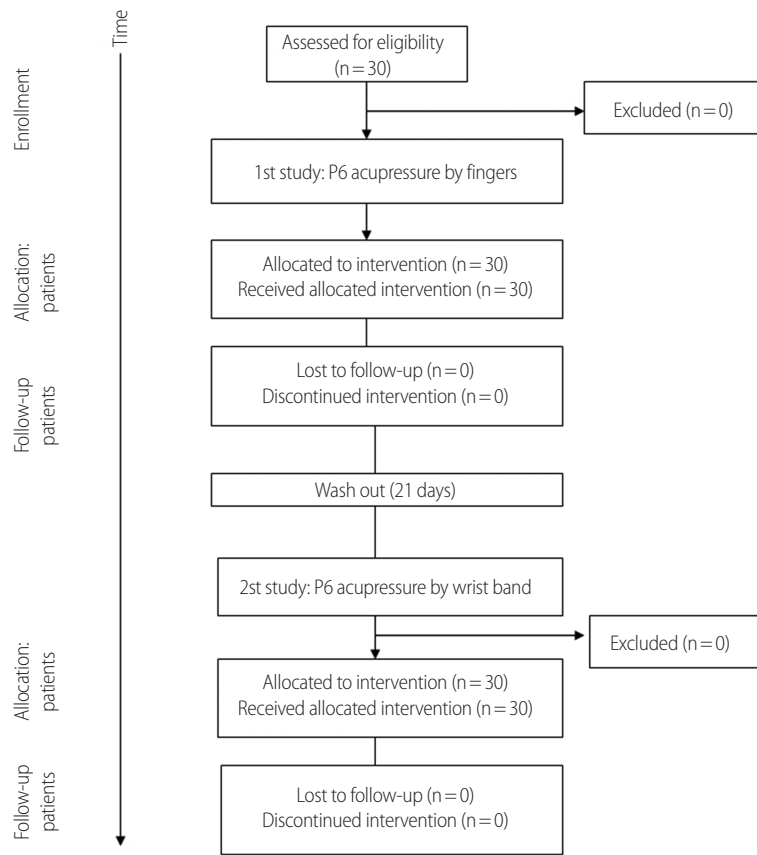 Time
Enrollment
Assessed for eligibility
(n=30)
Excluded (n=0)
1st study: P6 acupressure by fingers
Allocation:
patients
Allocated to intervention (n=30)
Received allocated intervention (n=30)
Follow-up
patients
Lost to follow-up (n=0)
Discontinued intervention (n=0)
Wash out (21 days)
2st study: P6 acupressure by wrist band
Excluded (n=0)
Allocation:
patients
Allocated to intervention (n=30)
Received allocated intervention (n=30)
Follow-up
patients
Lost to follow-up (n=0)
Discontinued intervention (n=0)